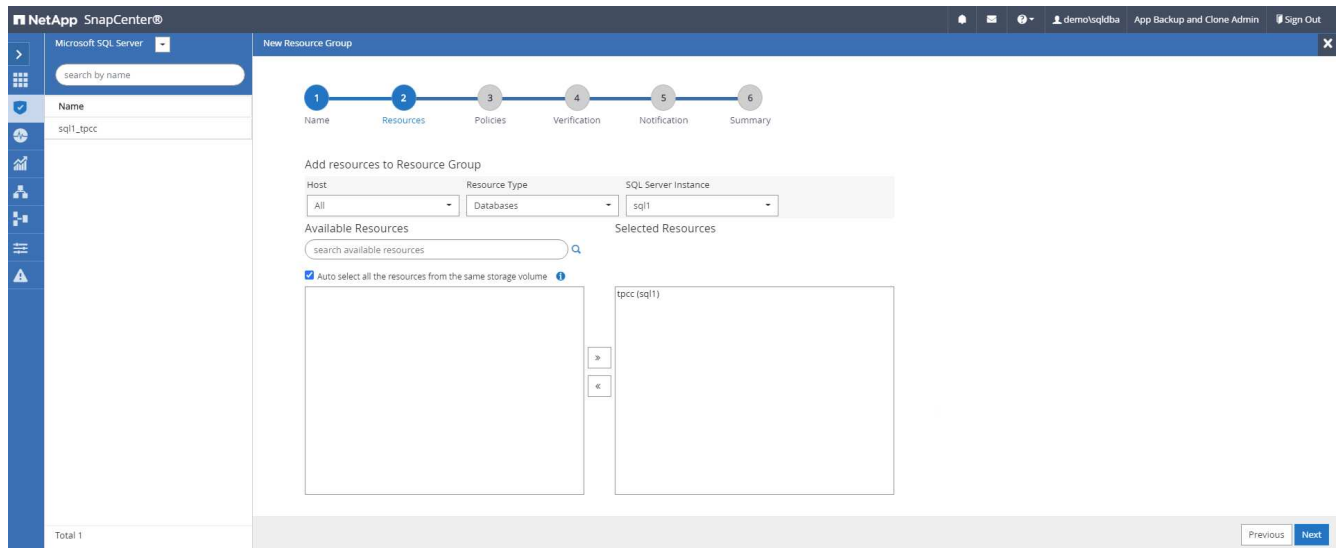 NetApp SnapCenter®
demo\sqldba App Backup and Clone Admin Sign Out
Microsoft SQL Server
New Resource Group
search by name
Name
sql1_tpcc
Total 1
1 2 3 4 5 6
Name Resources Policies Verification Notification Summary
Add resources to Resource Group
Host Resource Type SQL Server Instance
All Databases sql1
Available Resources Selected Resources
search available resources
Auto select all the resources from the same storage volume
tpcc (sql1)
Previous Next